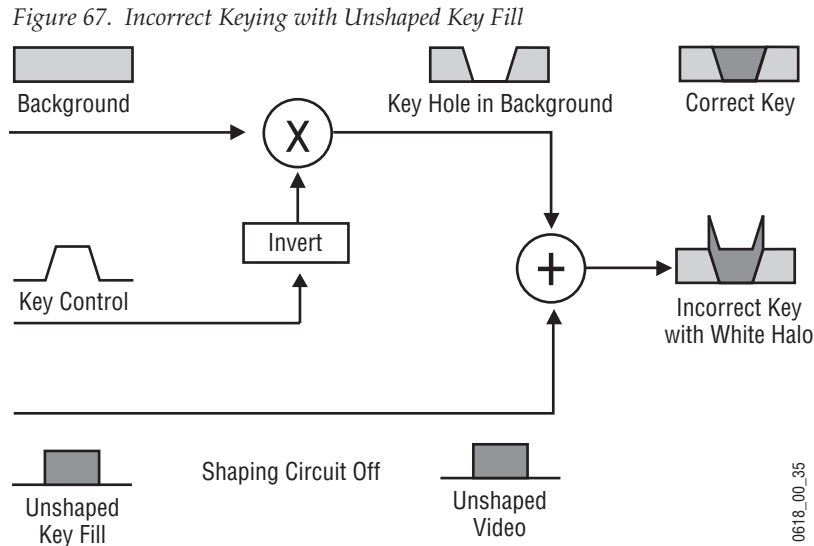 Figure 67. Incorrect Keying with Unshaped Key Fill
Background
Key Hole in Background
Correct Key
X
Invert
Key Control
+
Incorrect Key
with White Halo
Shaping Circuit Off
Unshaped
Key Fill
Unshaped
Video
0618_00_35